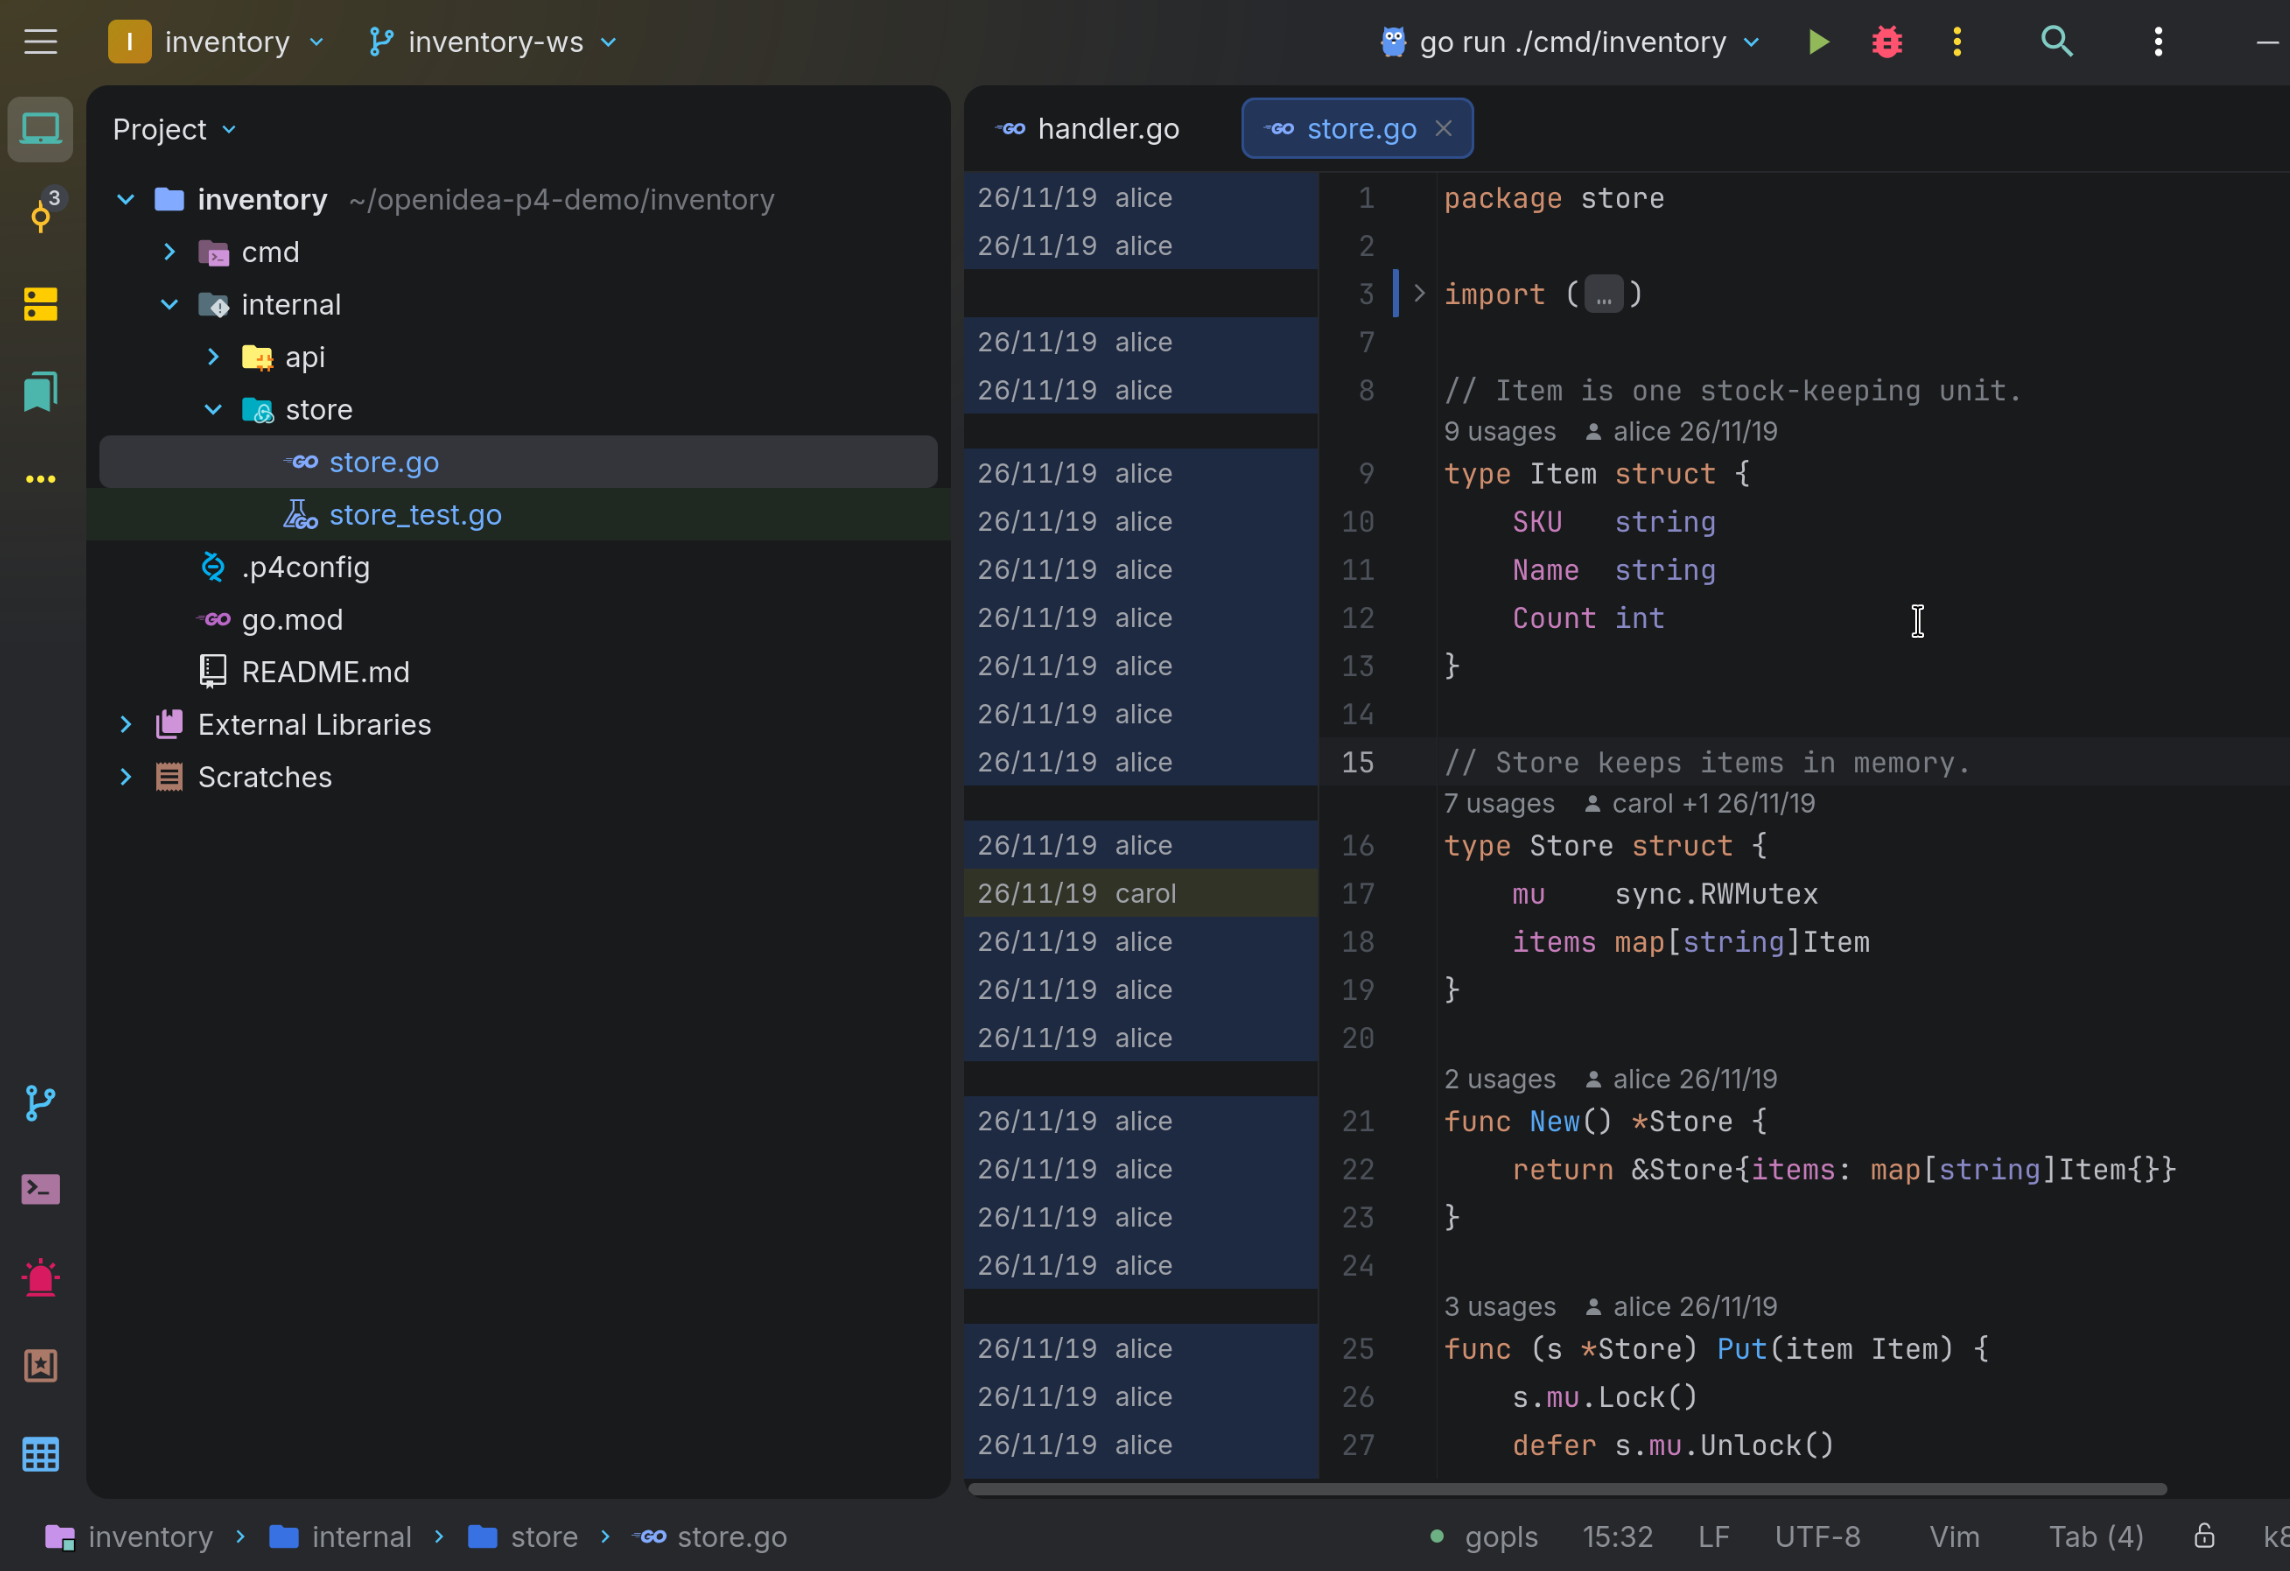 I inventory inventory-ws go run ./cmd/inventory
Project
3
inventory ~/openidea-p4-demo/inventory
cmd
internal
api
store
store.go
store_test.go
.p4config
go.mod
README.md
External Libraries
Scratches
handler.go store.go
26/11/19 alice 1 package store
26/11/19 alice 2
3 import (...)
26/11/19 alice 7
26/11/19 alice 8 // Item is one stock-keeping unit.
9 usages alice 26/11/19
26/11/19 alice 9 type Item struct {
26/11/19 alice 10 SKU string
26/11/19 alice 11 Name string
26/11/19 alice 12 Count int
26/11/19 alice 13 }
26/11/19 alice 14
26/11/19 alice 15 // Store keeps items in memory.
7 usages carol +1 26/11/19
26/11/19 alice 16 type Store struct {
26/11/19 carol 17 mu sync.RWMutex
26/11/19 alice 18 items map[string]Item
26/11/19 alice 19 }
26/11/19 alice 20
2 usages alice 26/11/19
26/11/19 alice 21 func New() *Store {
26/11/19 alice 22 return &Store{items: map[string]Item{}}
26/11/19 alice 23 }
26/11/19 alice 24
3 usages alice 26/11/19
26/11/19 alice 25 func (s *Store) Put(item Item) {
26/11/19 alice 26 s.mu.Lock()
26/11/19 alice 27 defer s.mu.Unlock()
inventory internal store store.go gopls 15:32 LF UTF-8 Vim Tab (4)